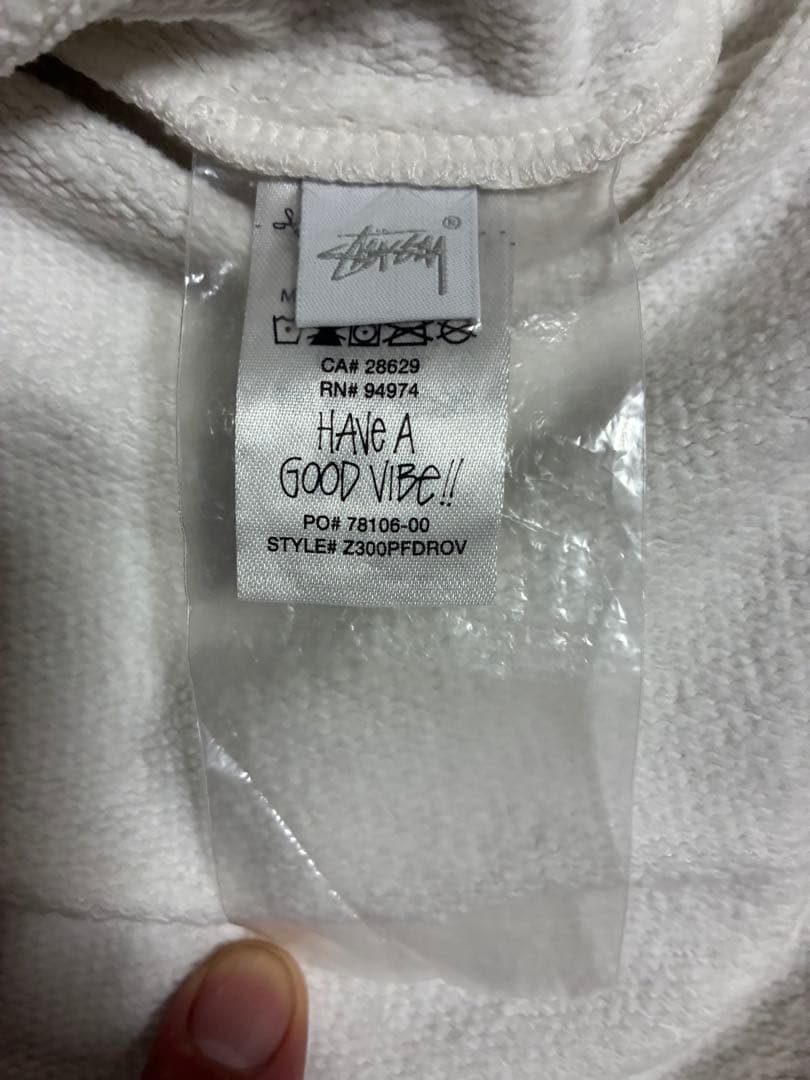 STÜSSY®
M
CA# 28629
RN# 94974
HAVE A
GOOD VIBE!!
PO# 78106-00
STYLE# Z300PFDROV